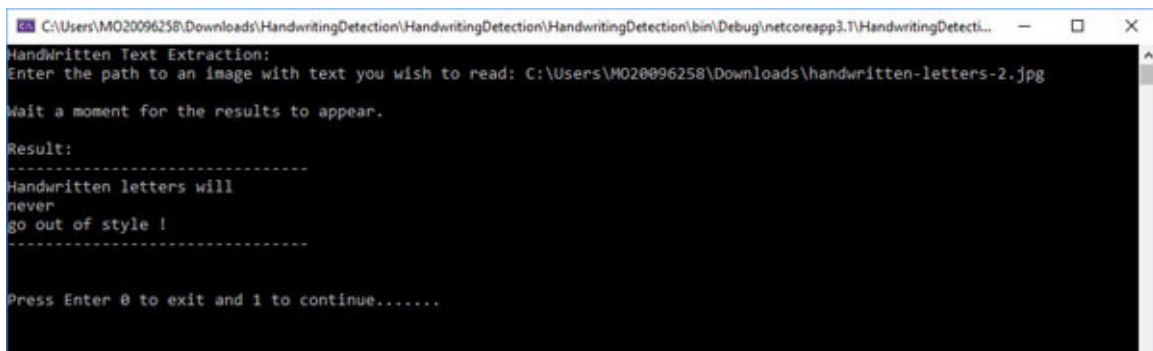 C:\Users\MO20096258\Downloads\HandwritingDetection\HandwritingDetection\HandwritingDetection\bin\Debug\netcoreapp3.1\HandwritingDetecti...
HandWritten Text Extraction:
Enter the path to an image with text you wish to read: C:\Users\MO20096258\Downloads\handwritten-letters-2.jpg
Wait a moment for the results to appear.
Result:
--------------------------------
Handwritten letters will
never
go out of style !
--------------------------------
Press Enter 0 to exit and 1 to continue.......